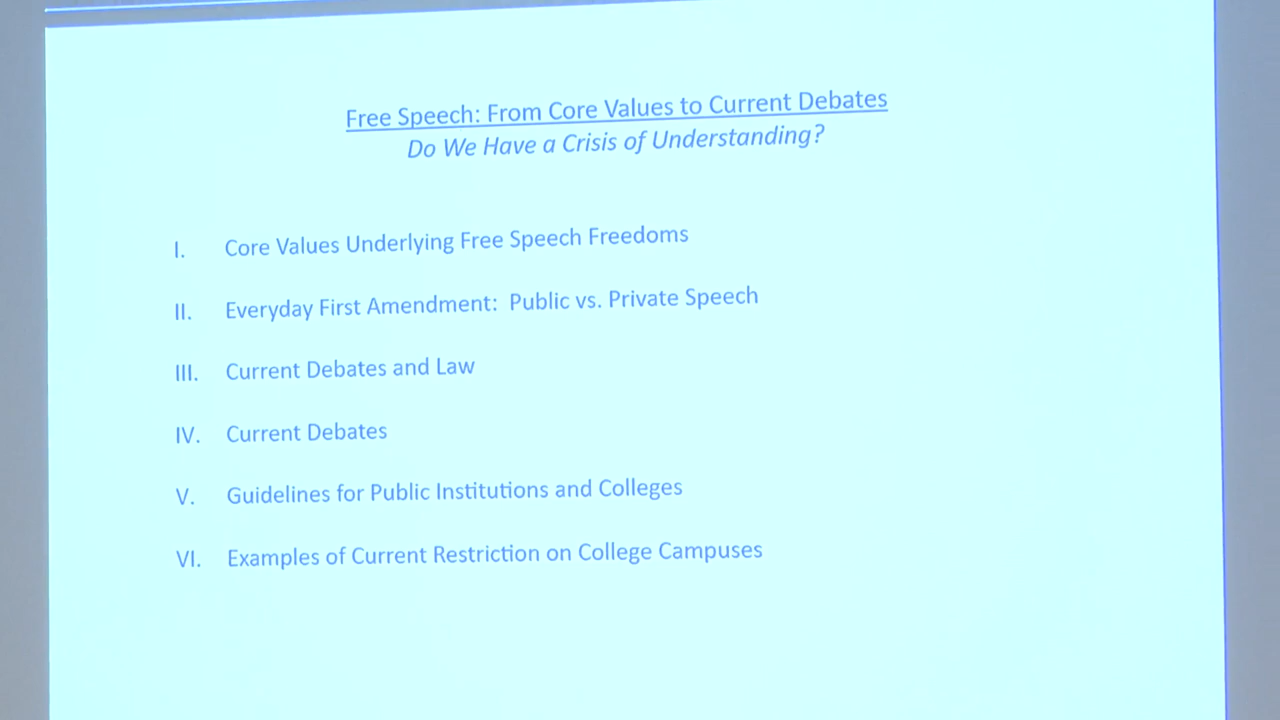 Free Speech: From Core Values to Current Debates
Do We Have a Crisis of Understanding?
I. Core Values Underlying Free Speech Freedoms
II. Everyday First Amendment: Public vs. Private Speech
III. Current Debates and Law
IV. Current Debates
V. Guidelines for Public Institutions and Colleges
VI. Examples of Current Restriction on College Campuses